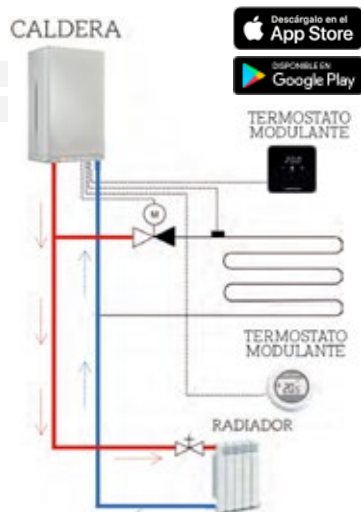 CALDERA
Descárgalo en el
App Store
DISPONIBLE EN
Google Play
TERMOSTATO
MODULANTE
M
TERMOSTATO
MODULANTE
RADIADOR